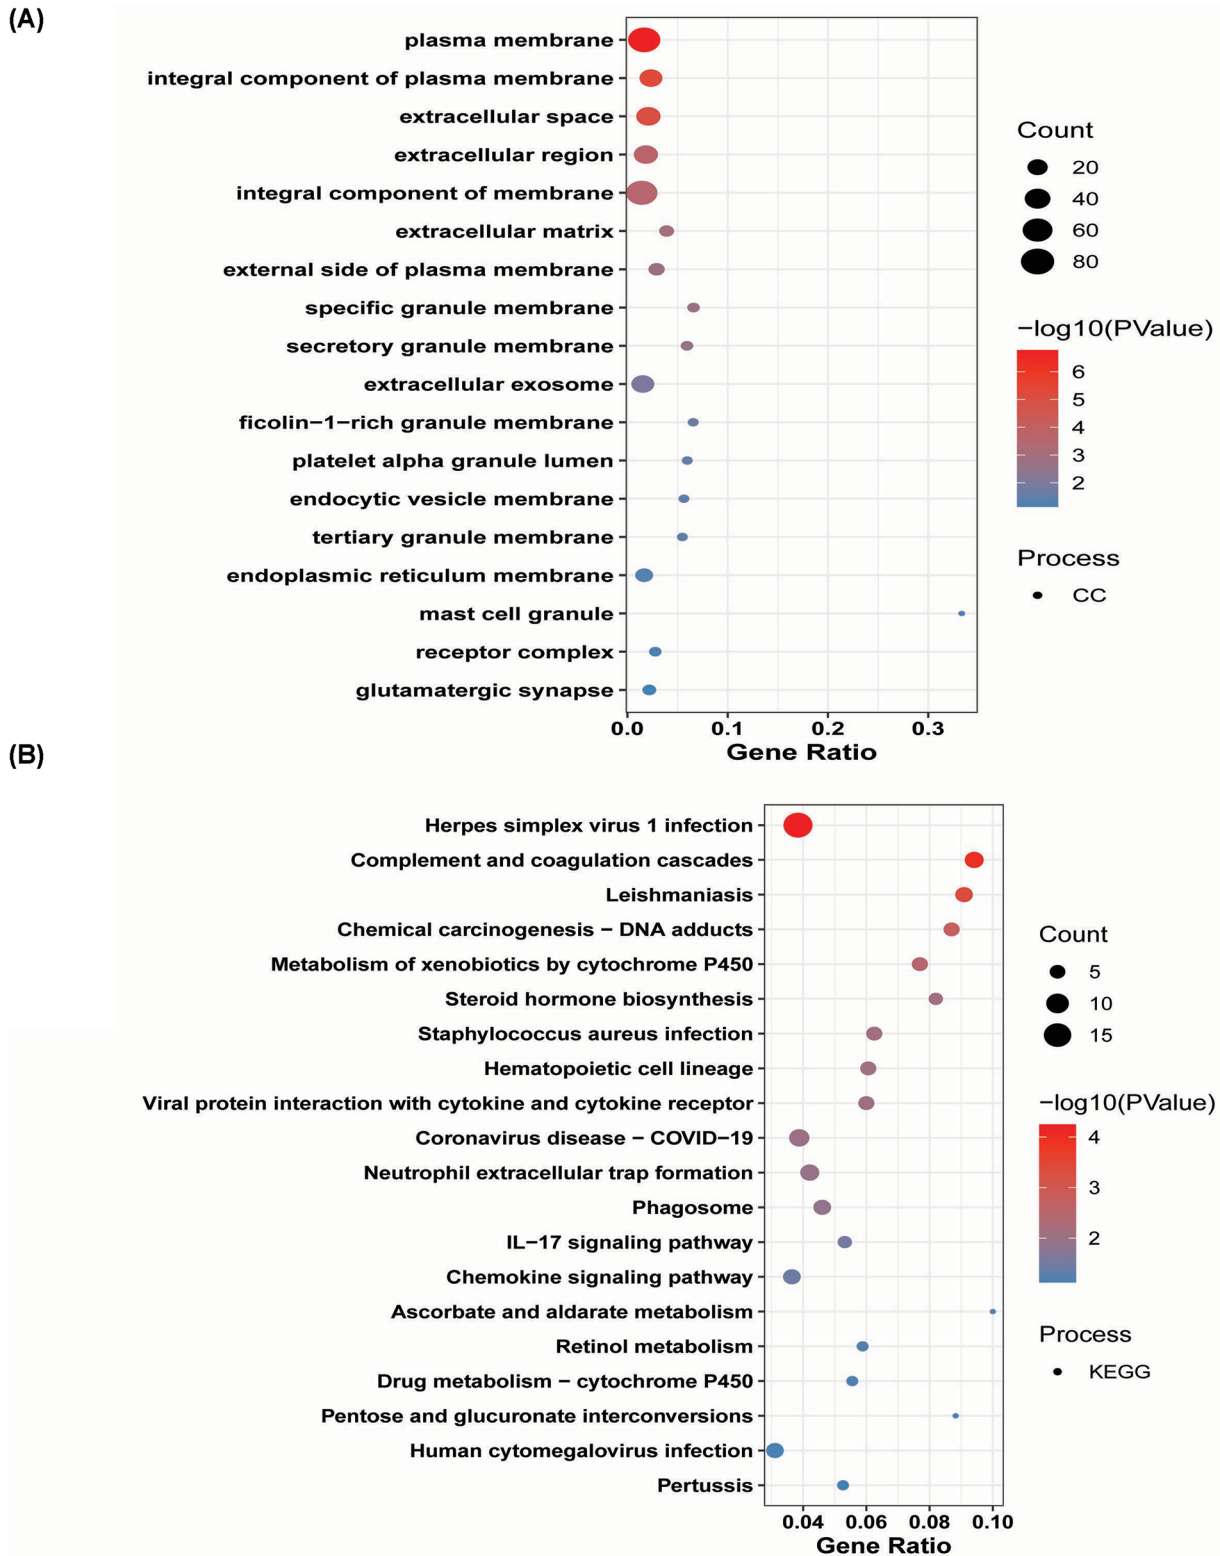 (A)
plasma membrane
integral component of plasma membrane
extracellular space
extracellular region
integral component of membrane
extracellular matrix
external side of plasma membrane
specific granule membrane
secretory granule membrane
extracellular exosome
ficolin−1−rich granule membrane
platelet alpha granule lumen
endocytic vesicle membrane
tertiary granule membrane
endoplasmic reticulum membrane
mast cell granule
receptor complex
glutamatergic synapse
0.0 0.1 0.2 0.3
Gene Ratio
Count
20
40
60
80
−log10(PValue)
6
5
4
3
2
Process
CC
(B)
Herpes simplex virus 1 infection
Complement and coagulation cascades
Leishmaniasis
Chemical carcinogenesis − DNA adducts
Metabolism of xenobiotics by cytochrome P450
Steroid hormone biosynthesis
Staphylococcus aureus infection
Hematopoietic cell lineage
Viral protein interaction with cytokine and cytokine receptor
Coronavirus disease − COVID−19
Neutrophil extracellular trap formation
Phagosome
IL−17 signaling pathway
Chemokine signaling pathway
Ascorbate and aldarate metabolism
Retinol metabolism
Drug metabolism − cytochrome P450
Pentose and glucuronate interconversions
Human cytomegalovirus infection
Pertussis
0.04 0.06 0.08 0.10
Gene Ratio
Count
5
10
15
−log10(PValue)
4
3
2
Process
KEGG